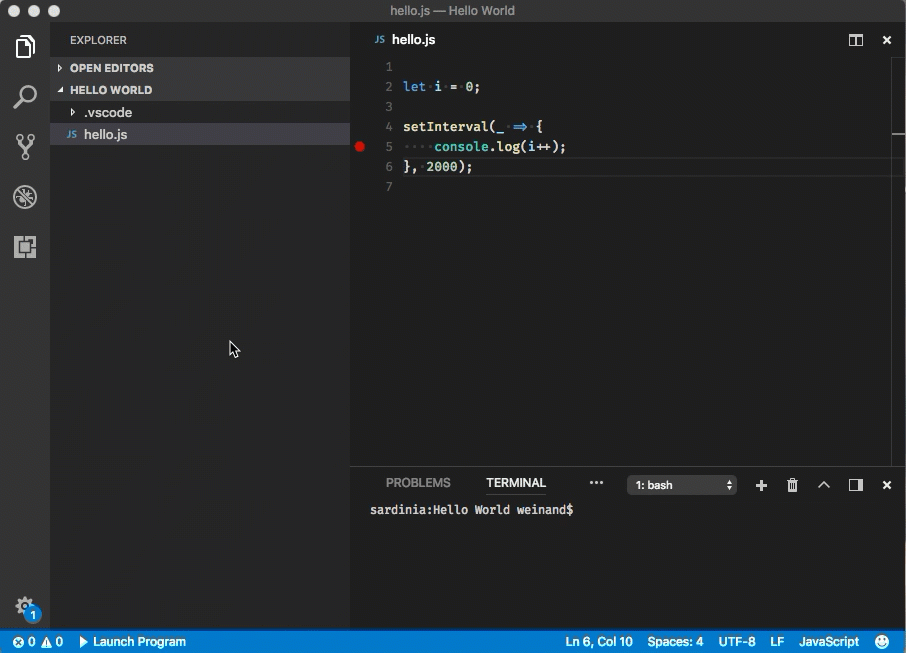 hello.js — Hello World
EXPLORER
OPEN EDITORS
HELLO WORLD
.vscode
JS hello.js
JS hello.js
1
2 let i = 0;
3
4 setInterval(_ => {
5 console.log(i++);
6 }, 2000);
7
PROBLEMS TERMINAL ··· 1: bash
sardinia:Hello World weinand$
1
0 0 Launch Program Ln 6, Col 10 Spaces: 4 UTF-8 LF JavaScript